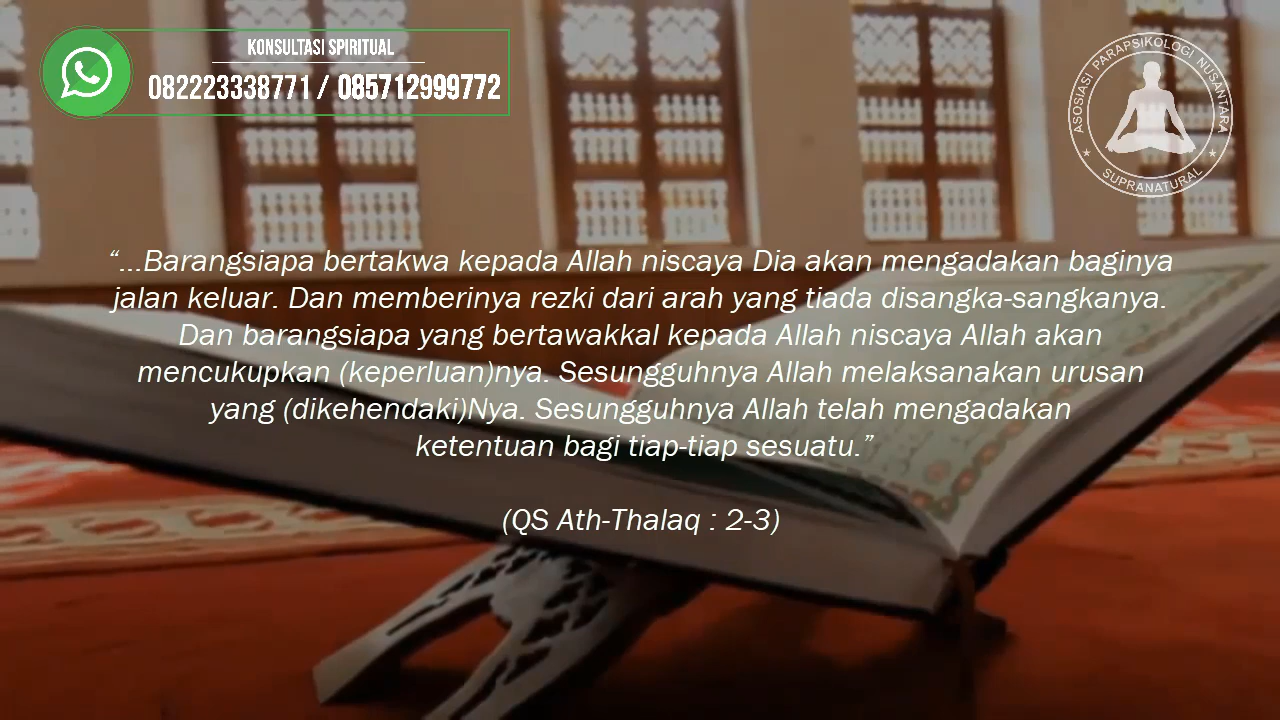 KONSULTASI SPIRITUAL
082223338771 / 085712999772
ASOSIASI PARAPSIKOLOGI NUSANTARA
SUPRANATURAL
“...Barangsiapa bertakwa kepada Allah niscaya Dia akan mengadakan baginya
jalan keluar. Dan memberinya rezki dari arah yang tiada disangka-sangkanya.
Dan barangsiapa yang bertawakkal kepada Allah niscaya Allah akan
mencukupkan (keperluan)nya. Sesungguhnya Allah melaksanakan urusan
yang (dikehendaki)Nya. Sesungguhnya Allah telah mengadakan
ketentuan bagi tiap-tiap sesuatu.”
(QS Ath-Thalaq : 2-3)